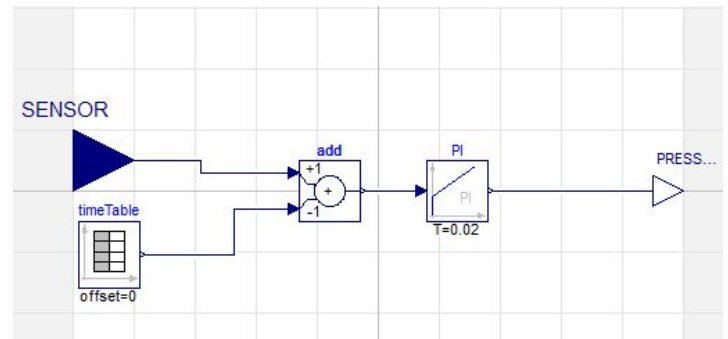 SENSOR
add
PI
PRESS...
+1
+
-1
PI
T=0.02
timeTable
offset=0